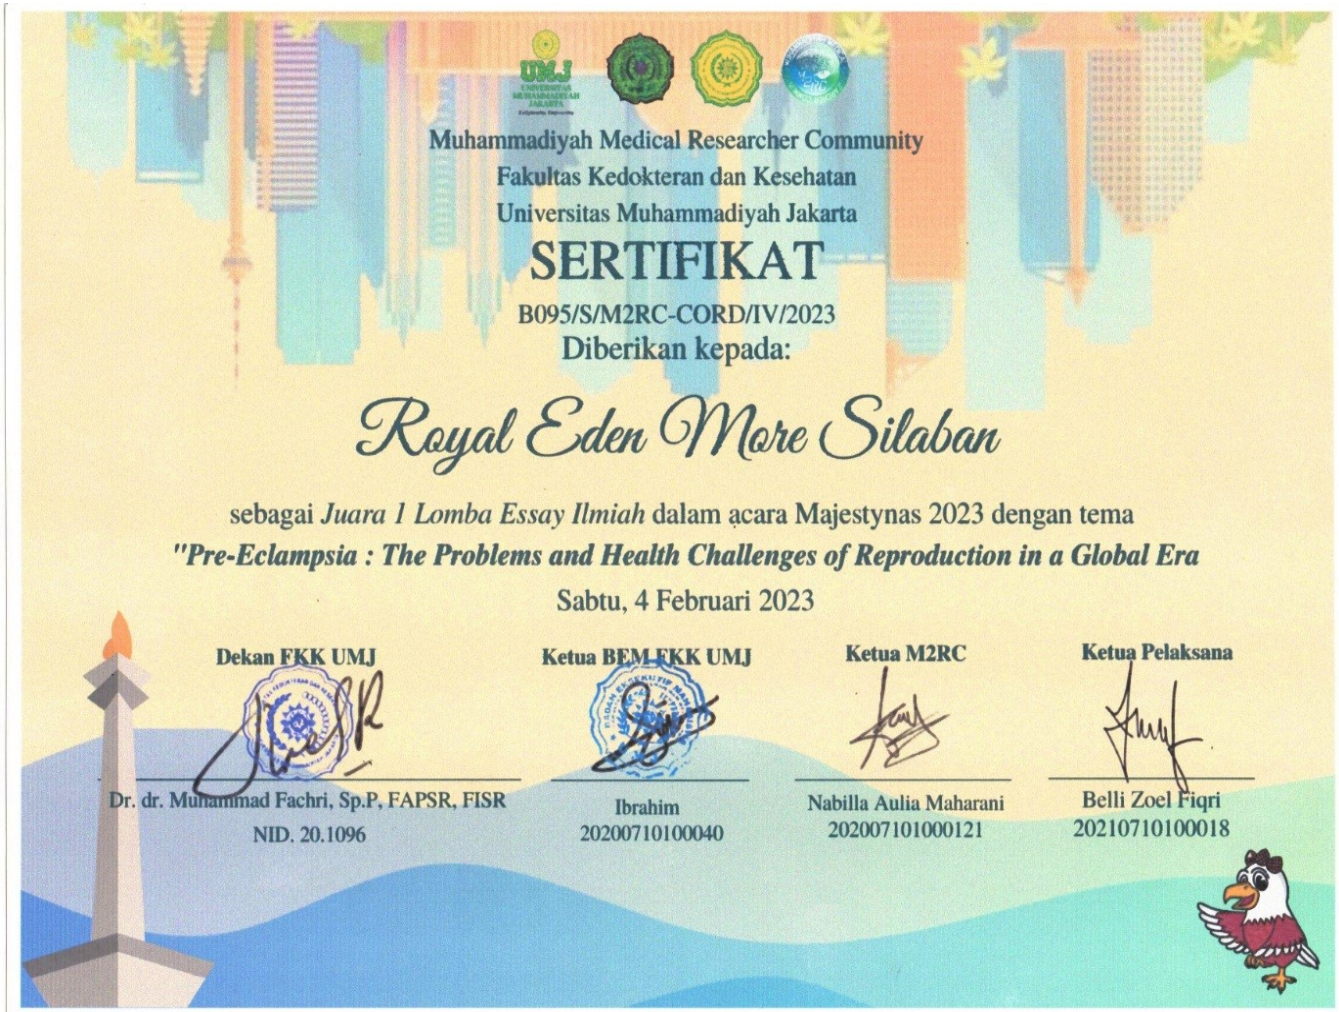 UMJ
UNIVERSITAS
MUHAMMADIYAH
JAKARTA
Muhammadiyah Medical Researcher Community
Fakultas Kedokteran dan Kesehatan
Universitas Muhammadiyah Jakarta
SERTIFIKAT
B095/S/M2RC-CORD/IV/2023
Diberikan kepada:
Royal Eden More Silaban
sebagai Juara 1 Lomba Essay Ilmiah dalam acara Majestynas 2023 dengan tema
"Pre-Eclampsia : The Problems and Health Challenges of Reproduction in a Global Era
Sabtu, 4 Februari 2023
Dekan FKK UMJ
Ketua BEM FKK UMJ
Ketua M2RC
Ketua Pelaksana
Dr. dr. Muhammad Fachri, Sp.P, FAPSR, FISR
NID. 20.1096
Ibrahim
20200710100040
Nabilla Aulia Maharani
202007101000121
Belli Zoel Fiqri
20210710100018